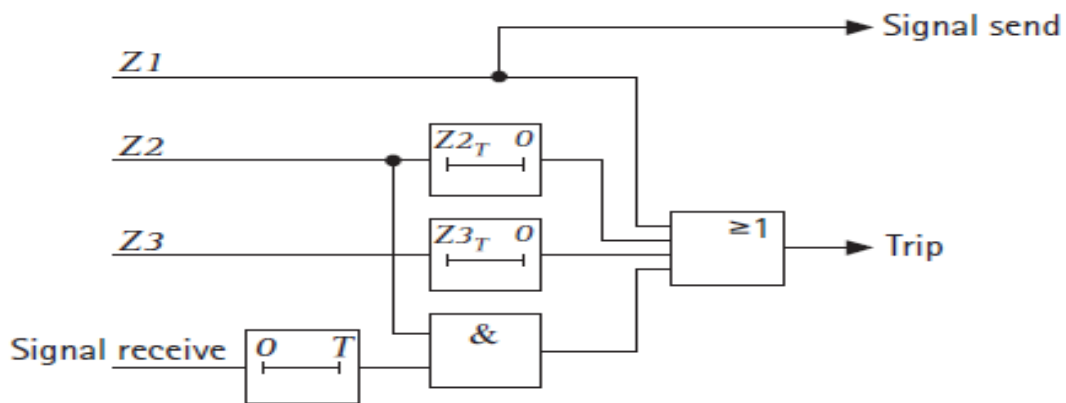 Signal send
Z1
Z2
Z2T 0
Z3
Z3T 0
≥1
Trip
&
Signal receive
0 T